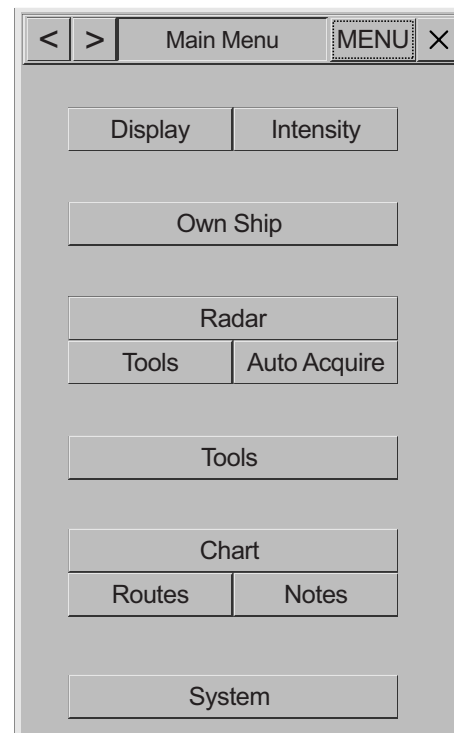 < > Main Menu MENU ×
Display Intensity
Own Ship
Radar
Tools Auto Acquire
Tools
Chart
Routes Notes
System